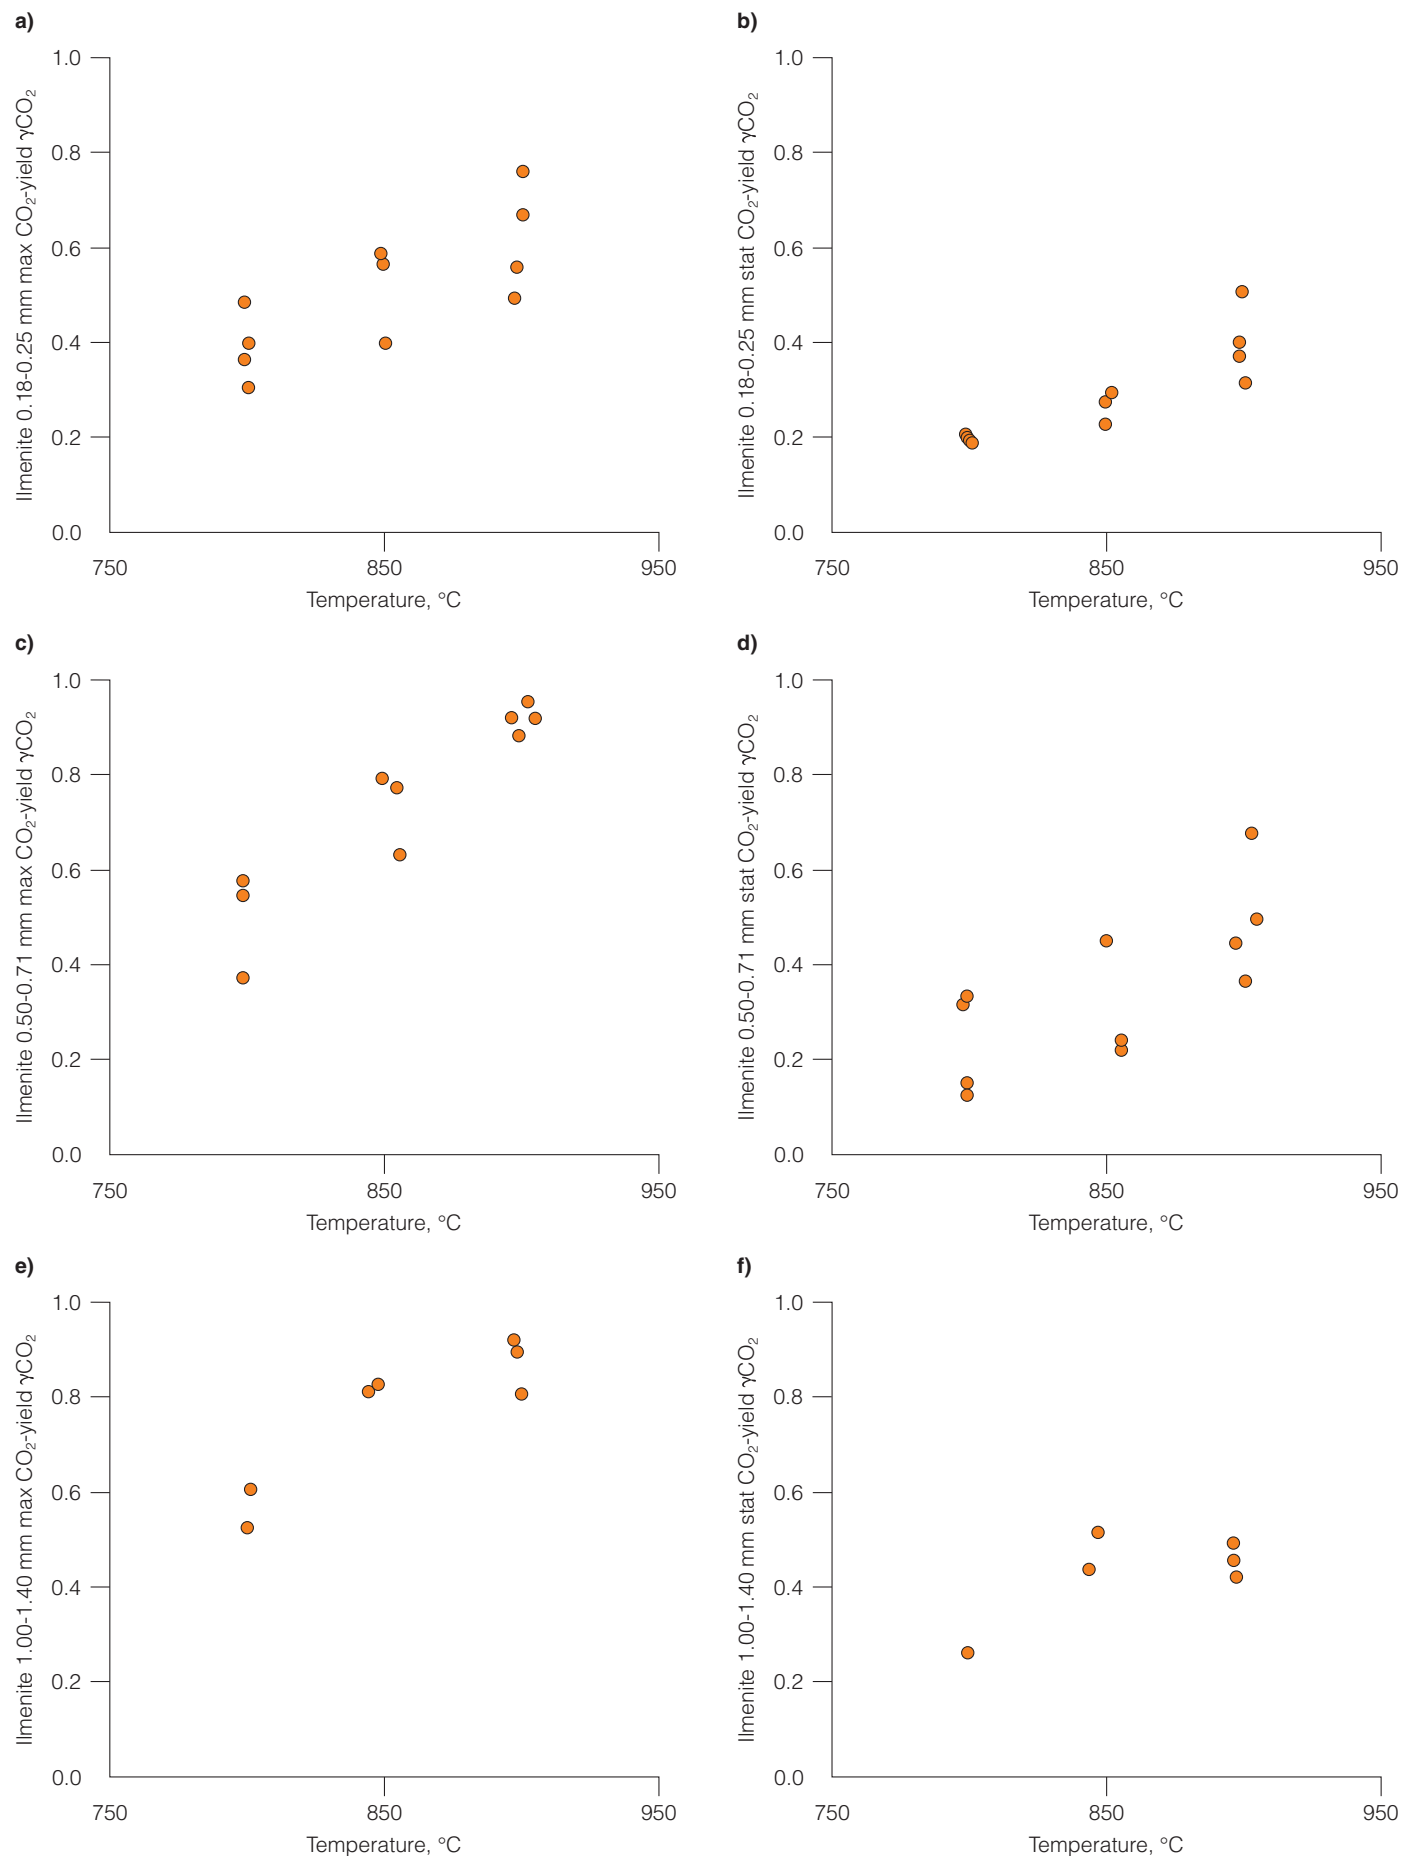 a)
Ilmenite 0.18-0.25 mm max CO₂-yield γCO₂
1.0
0.8
0.6
0.4
0.2
0.0
750 850 950
Temperature, °C
b)
Ilmenite 0.18-0.25 mm stat CO₂-yield γCO₂
1.0
0.8
0.6
0.4
0.2
0.0
750 850 950
Temperature, °C
c)
Ilmenite 0.50-0.71 mm max CO₂-yield γCO₂
1.0
0.8
0.6
0.4
0.2
0.0
750 850 950
Temperature, °C
d)
Ilmenite 0.50-0.71 mm stat CO₂-yield γCO₂
1.0
0.8
0.6
0.4
0.2
0.0
750 850 950
Temperature, °C
e)
Ilmenite 1.00-1.40 mm max CO₂-yield γCO₂
1.0
0.8
0.6
0.4
0.2
0.0
750 850 950
Temperature, °C
f)
Ilmenite 1.00-1.40 mm stat CO₂-yield γCO₂
1.0
0.8
0.6
0.4
0.2
0.0
750 850 950
Temperature, °C